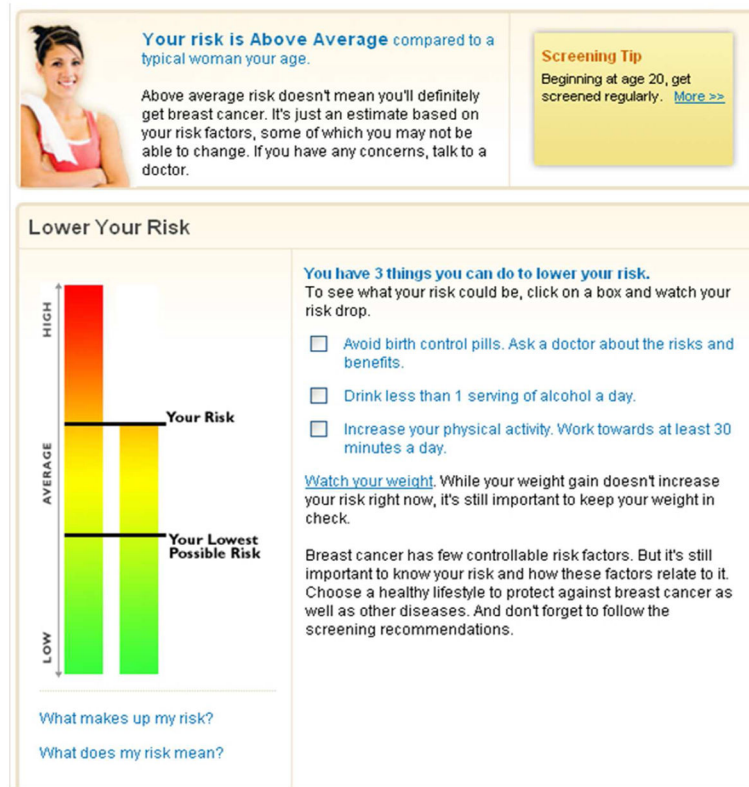 Your risk is Above Average compared to a
typical woman your age.
Above average risk doesn't mean you'll definitely
get breast cancer. It's just an estimate based on
your risk factors, some of which you may not be
able to change. If you have any concerns, talk to a
doctor.
Screening Tip
Beginning at age 20, get
screened regularly. More >>
Lower Your Risk
HIGH
AVERAGE
LOW
Your Risk
Your Lowest
Possible Risk
What makes up my risk?
What does my risk mean?
You have 3 things you can do to lower your risk.
To see what your risk could be, click on a box and watch your
risk drop.
Avoid birth control pills. Ask a doctor about the risks and
benefits.
Drink less than 1 serving of alcohol a day.
Increase your physical activity. Work towards at least 30
minutes a day.
Watch your weight. While your weight gain doesn't increase
your risk right now, it's still important to keep your weight in
check.
Breast cancer has few controllable risk factors. But it's still
important to know your risk and how these factors relate to it.
Choose a healthy lifestyle to protect against breast cancer as
well as other diseases. And don't forget to follow the
screening recommendations.